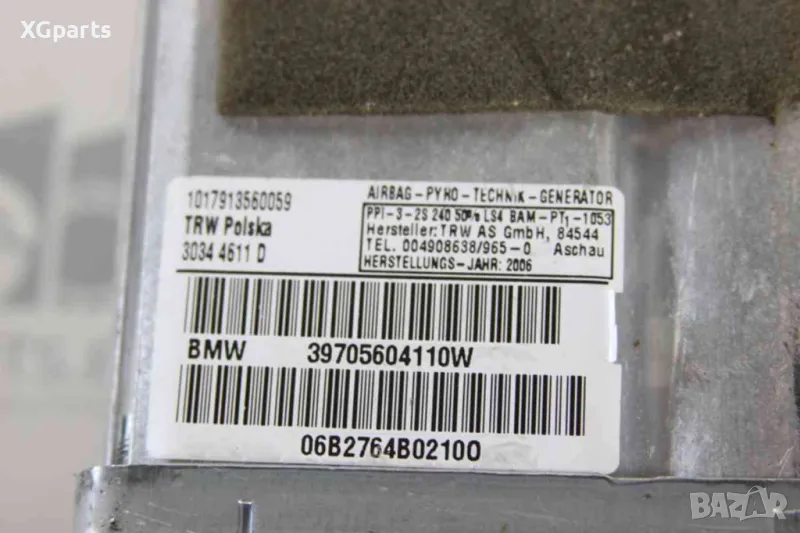 XGparts
1017913560059
TRW Polska
3034 4611 D
AIRBAG-PYRO-TECHNIK-GENERATOR
PPI-3-2S 240 50 LS4 BAM-PT1-1053
Hersteller: TRW AS GmbH, 84544
TEL. 004908638/965-0 Aschau
HERSTELLUNGS-JAHR: 2006
BMW 39705604110W
06B2764B02100
BAZAR